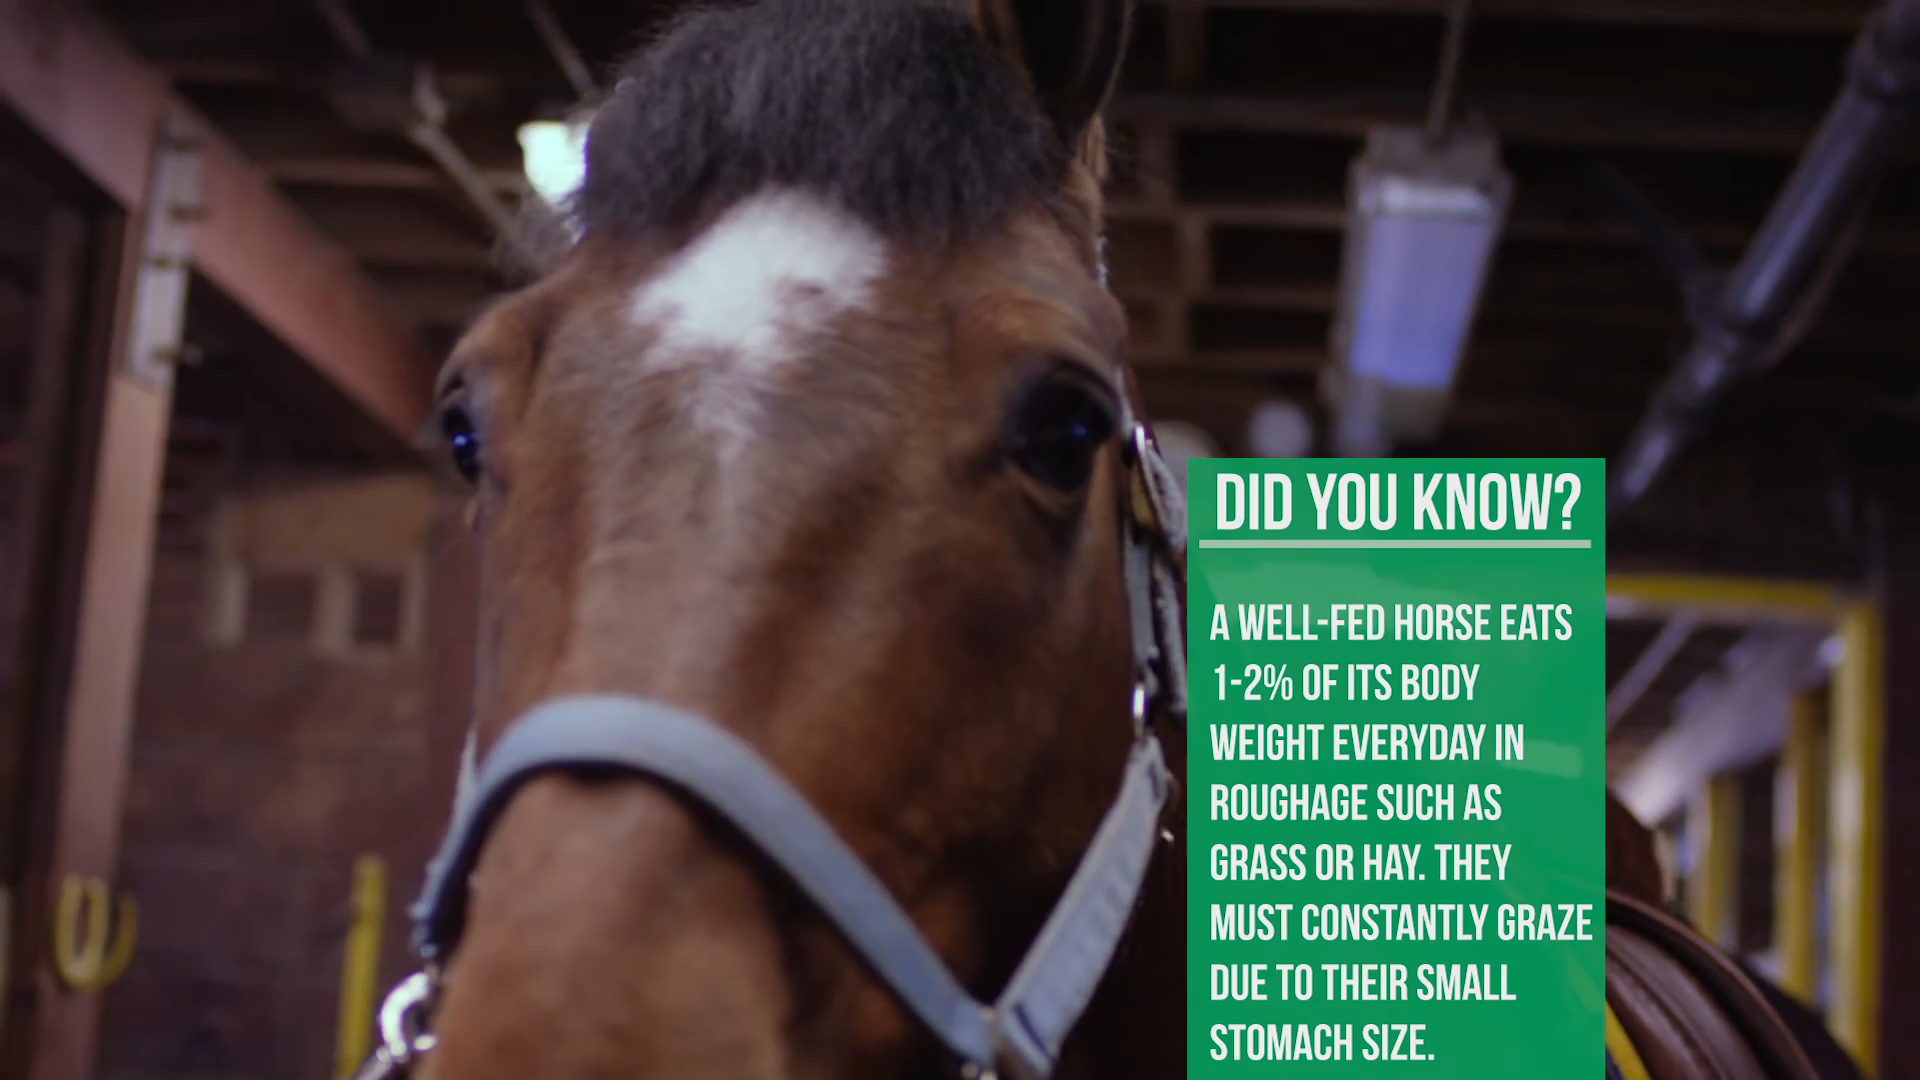 DID YOU KNOW?
A WELL-FED HORSE EATS
1-2% OF ITS BODY
WEIGHT EVERYDAY IN
ROUGHAGE SUCH AS
GRASS OR HAY. THEY
MUST CONSTANTLY GRAZE
DUE TO THEIR SMALL
STOMACH SIZE.